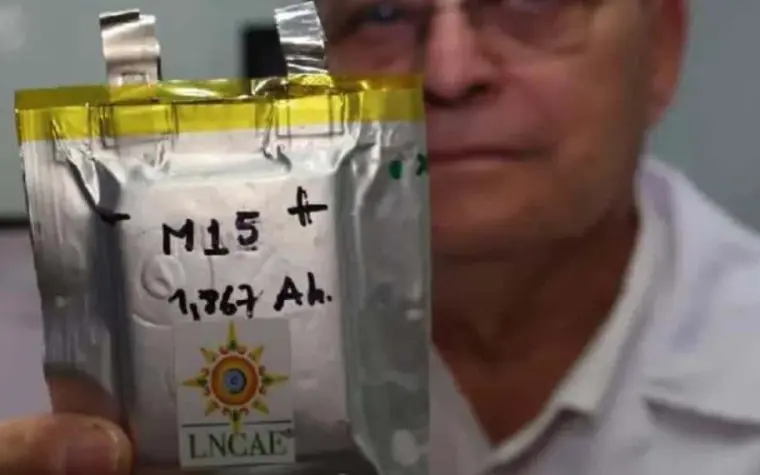 - +
M15
1,867 Ah.
LNCAE